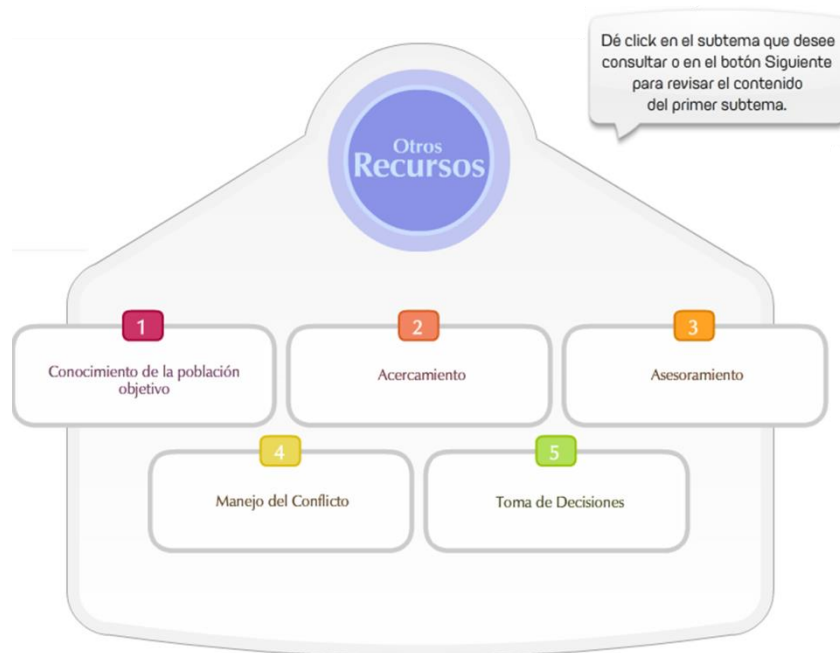 Dé click en el subtema que desee
consultar o en el botón Siguiente
para revisar el contenido
del primer subtema.
Otros
Recursos
1
Conocimiento de la población
objetivo
2
Acercamiento
3
Asesoramiento
4
Manejo del Conflicto
5
Toma de Decisiones